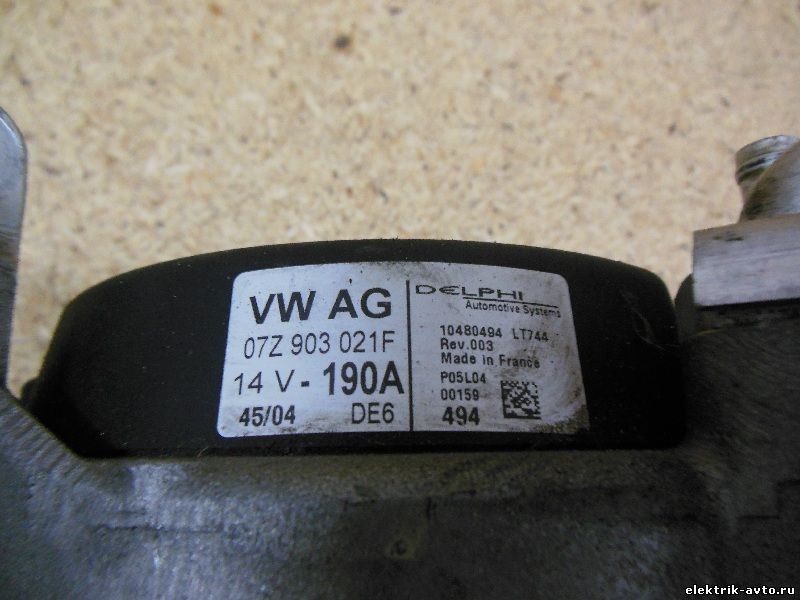 VW AG
07Z 903 021F
14 V - 190A
45/04 DE6
DELPHI
Automotive Systems
10480494 LT744
Rev.003
Made in France
P05L04
00159
494
elektrik-avto.ru